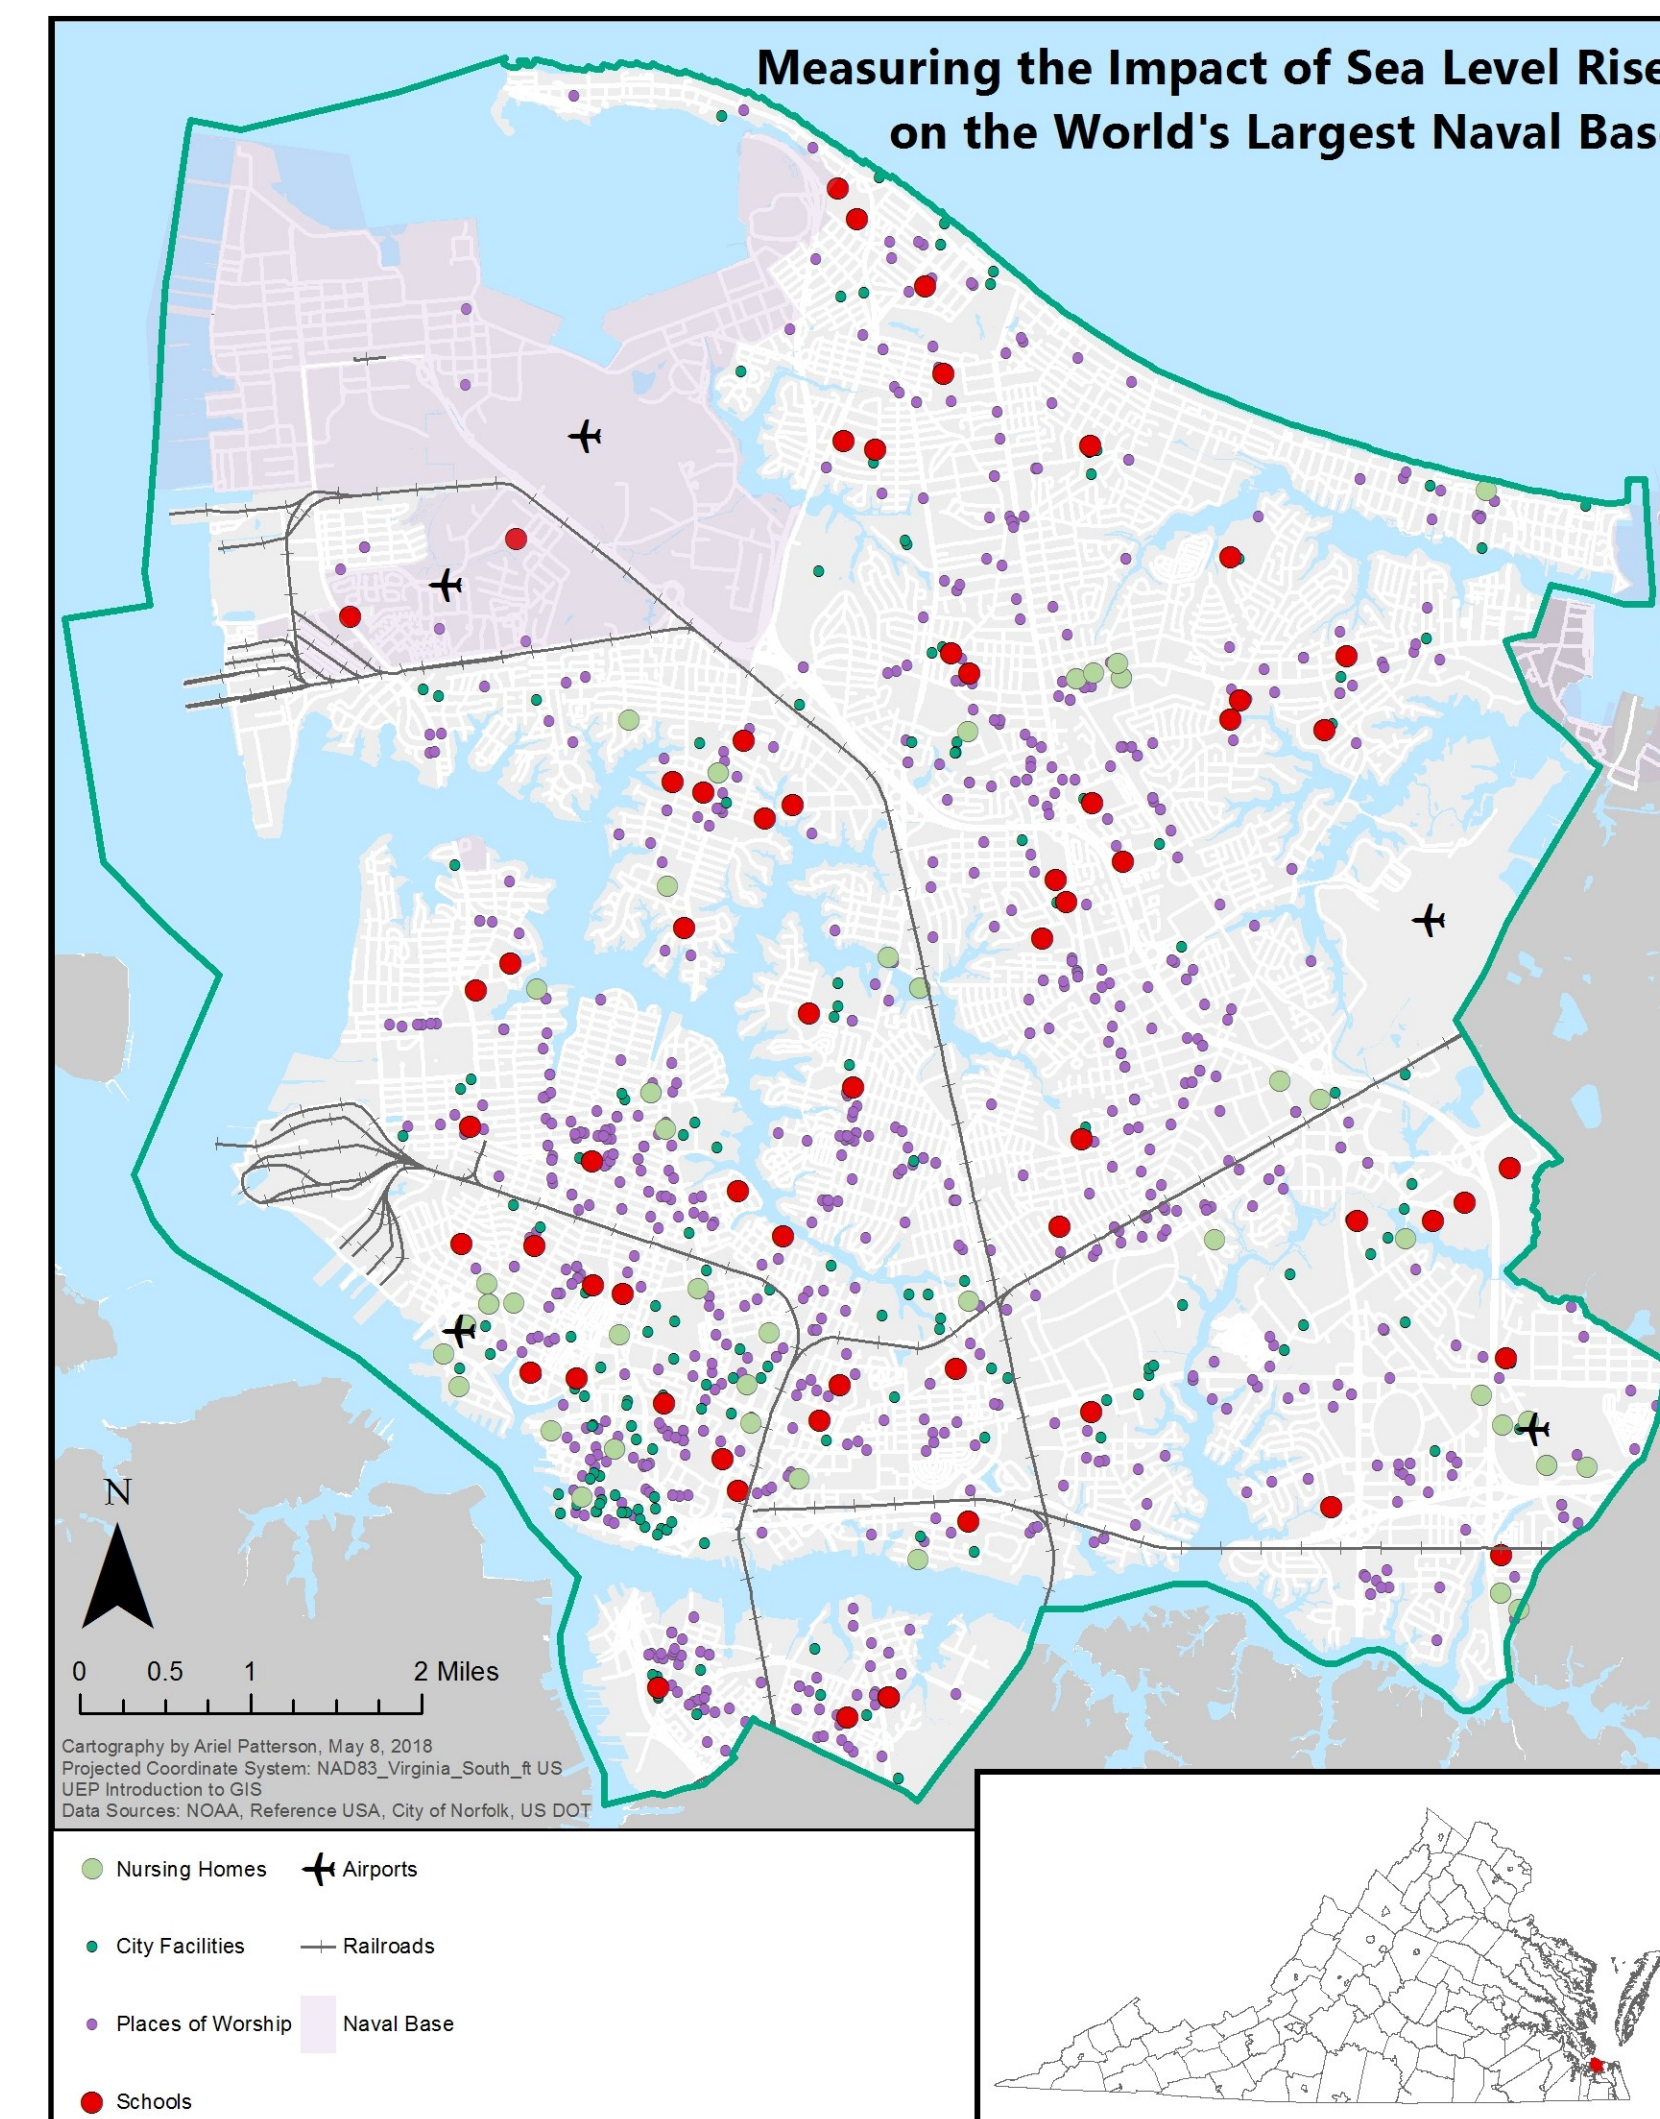 Measuring the Impact of Sea Level Rise
on the World's Largest Naval Bas
N
0 0.5 1 2 Miles
Cartography by Ariel Patterson, May 8, 2018
Projected Coordinate System: NAD83_Virginia_South_ft US
UEP Introduction to GIS
Data Sources: NOAA, Reference USA, City of Norfolk, US DOT
Nursing Homes Airports
City Facilities Railroads
Places of Worship Naval Base
Schools